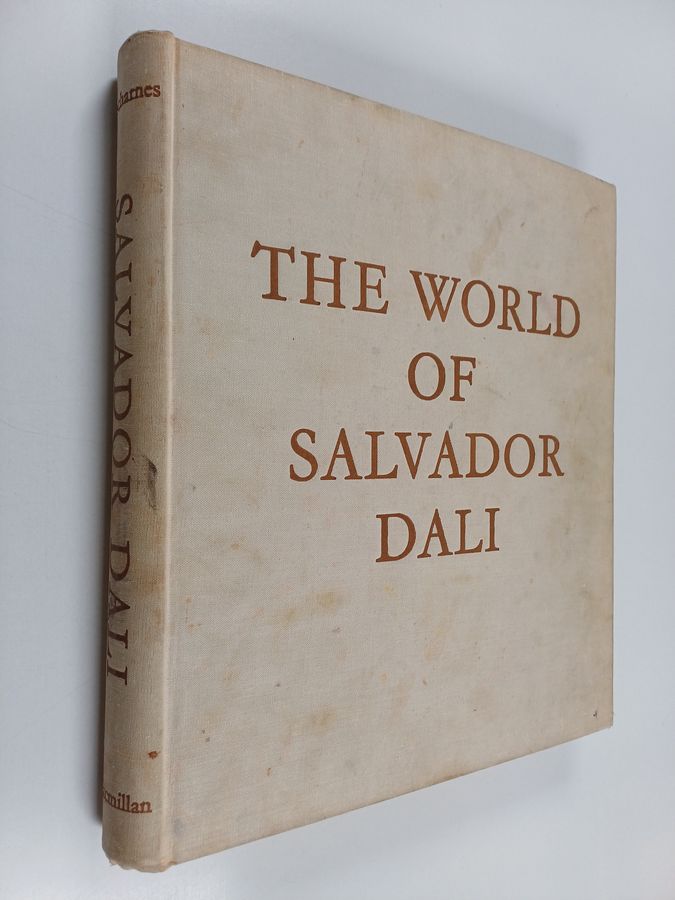 THE WORLD
OF
SALVADOR
DALI
SALVADOR DALI